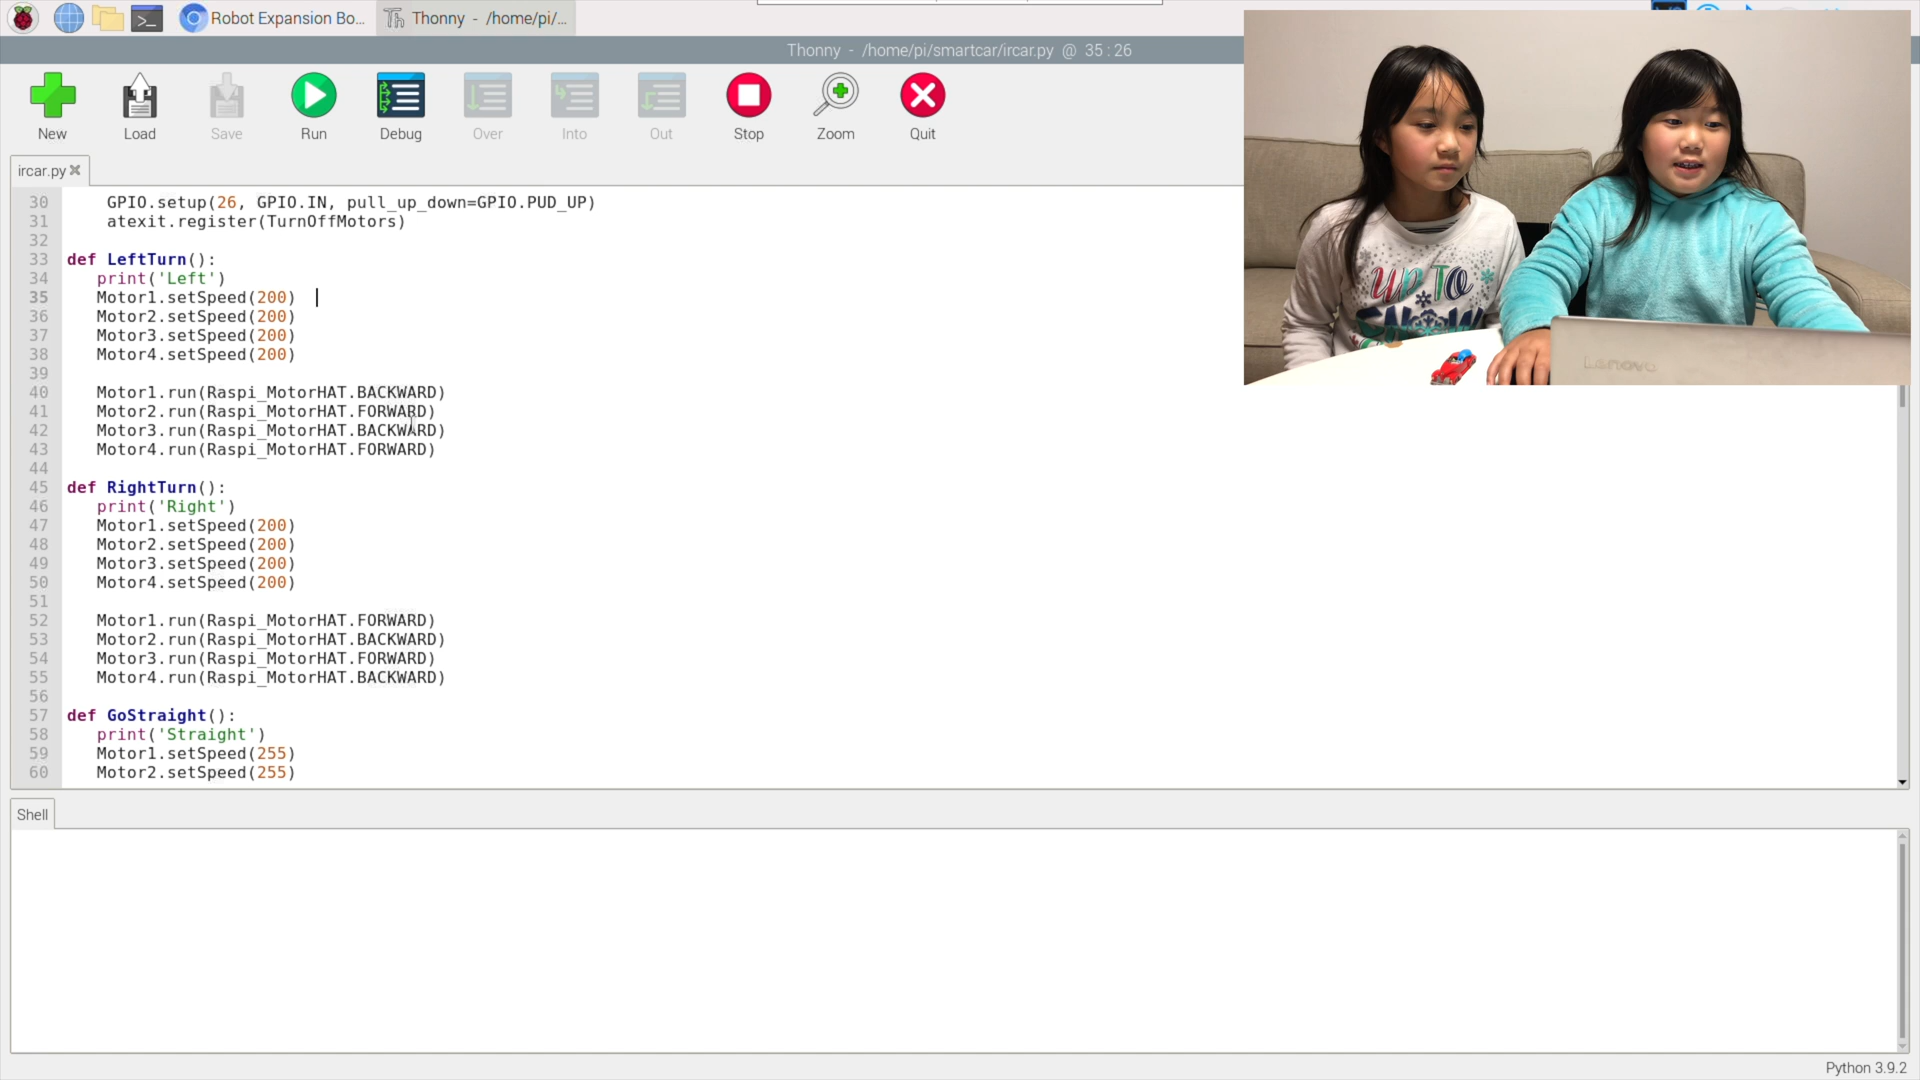 Robot Expansion Bo...
Thonny - /home/pi/...
Thonny - /home/pi/smartcar/ircar.py @ 35 : 26
New
Load
Save
Run
Debug
Over
Into
Out
Stop
Zoom
Quit
ircar.py
30 GPIO.setup(26, GPIO.IN, pull_up_down=GPIO.PUD_UP)
31 atexit.register(TurnOffMotors)
32
33 def LeftTurn():
34 print('Left')
35 Motor1.setSpeed(200)
36 Motor2.setSpeed(200)
37 Motor3.setSpeed(200)
38 Motor4.setSpeed(200)
39
40 Motor1.run(Raspi_MotorHAT.BACKWARD)
41 Motor2.run(Raspi_MotorHAT.FORWARD)
42 Motor3.run(Raspi_MotorHAT.BACKWARD)
43 Motor4.run(Raspi_MotorHAT.FORWARD)
44
45 def RightTurn():
46 print('Right')
47 Motor1.setSpeed(200)
48 Motor2.setSpeed(200)
49 Motor3.setSpeed(200)
50 Motor4.setSpeed(200)
51
52 Motor1.run(Raspi_MotorHAT.FORWARD)
53 Motor2.run(Raspi_MotorHAT.BACKWARD)
54 Motor3.run(Raspi_MotorHAT.FORWARD)
55 Motor4.run(Raspi_MotorHAT.BACKWARD)
56
57 def GoStraight():
58 print('Straight')
59 Motor1.setSpeed(255)
60 Motor2.setSpeed(255)
Shell
Python 3.9.2
UP TO
SNOW
Lenovo